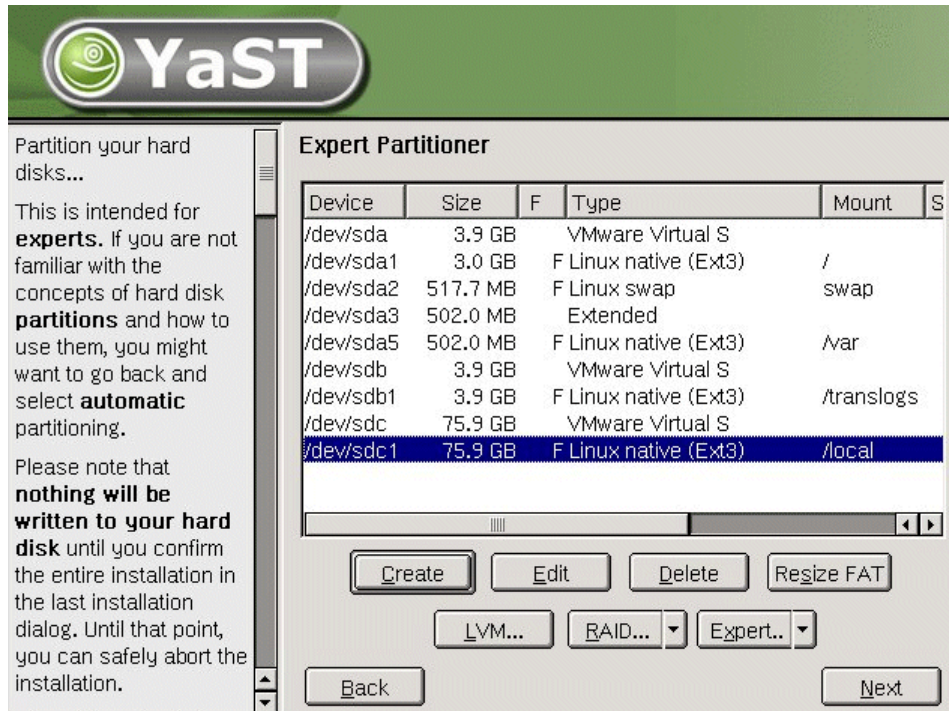 YaST
Partition your hard
disks...
This is intended for
experts. If you are not
familiar with the
concepts of hard disk
partitions and how to
use them, you might
want to go back and
select automatic
partitioning.
Please note that
nothing will be
written to your hard
disk until you confirm
the entire installation in
the last installation
dialog. Until that point,
you can safely abort the
installation.
Expert Partitioner
Device Size F Type Mount S
/dev/sda 3.9 GB VMware Virtual S
/dev/sda1 3.0 GB F Linux native (Ext3) /
/dev/sda2 517.7 MB F Linux swap swap
/dev/sda3 502.0 MB Extended
/dev/sda5 502.0 MB F Linux native (Ext3) /var
/dev/sdb 3.9 GB VMware Virtual S
/dev/sdb1 3.9 GB F Linux native (Ext3) /translogs
/dev/sdc 75.9 GB VMware Virtual S
/dev/sdc1 75.9 GB F Linux native (Ext3) /local
Create Edit Delete Resize FAT
LVM... RAID... Expert..
Back Next